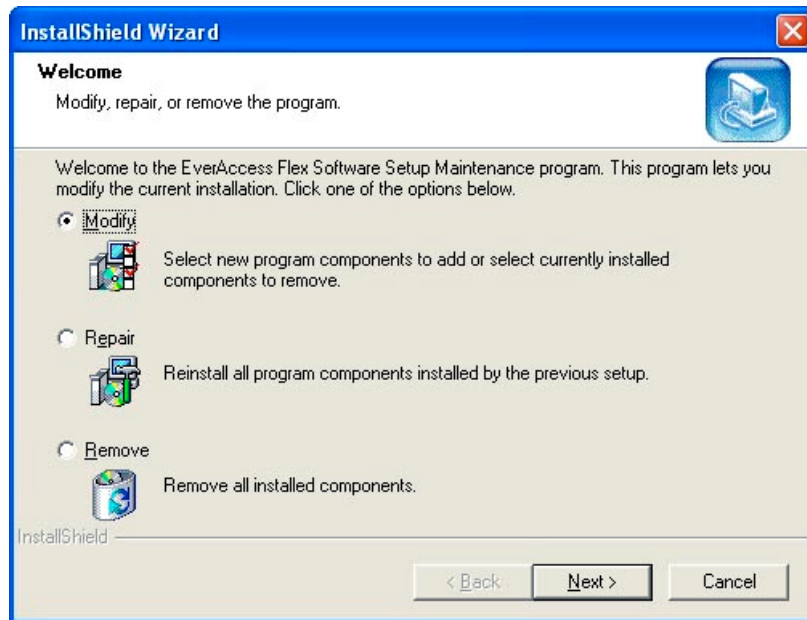 InstallShield Wizard
Welcome
Modify, repair, or remove the program.
Welcome to the EverAccess Flex Software Setup Maintenance program. This program lets you
modify the current installation. Click one of the options below.
Modify
Select new program components to add or select currently installed
components to remove.
Repair
Reinstall all program components installed by the previous setup.
Remove
Remove all installed components.
InstallShield
< Back
Next >
Cancel